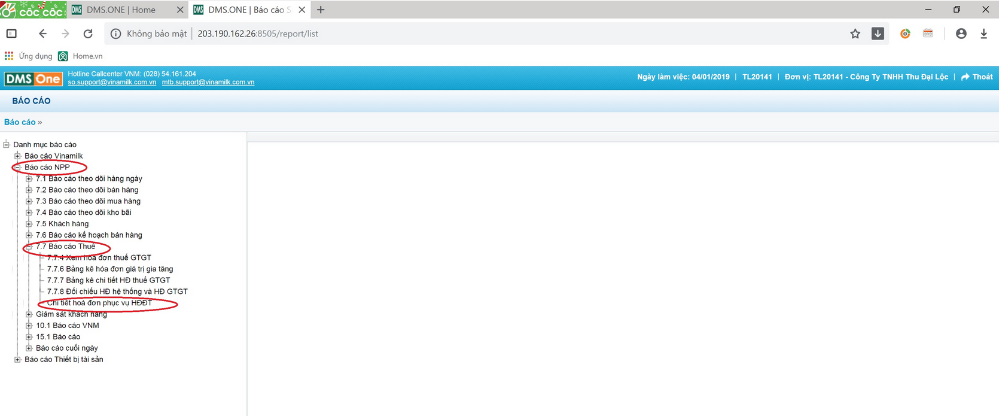 CỐC CỐC
DMS DMS.ONE | Home
DMS DMS.ONE | Báo cáo S
Không bảo mật
203.190.162.26:8505/report/list
Ứng dụng
Home.vn
DMS One
Hotline Callcenter VNM: (028) 54.161.204
so.support@vinamilk.com.vn mtb.support@vinamilk.com.vn
Ngày làm việc: 04/01/2019 | TL20141 | Đơn vị: TL20141 - Công Ty TNHH Thu Đại Lộc | Thoát
BÁO CÁO
Báo cáo »
Danh mục báo cáo
Báo cáo Vinamilk
Báo cáo NPP
7.1 Báo cáo theo dõi hàng ngày
7.2 Báo cáo theo dõi bán hàng
7.3 Báo cáo theo dõi mua hàng
7.4 Báo cáo theo dõi kho bãi
7.5 Khách hàng
7.6 Báo cáo kế hoạch bán hàng
7.7 Báo cáo Thuế
7.7.4 Xem hóa đơn thuế GTGT
7.7.6 Bảng kê hóa đơn giá trị gia tăng
7.7.7 Bảng kê chi tiết HĐ thuế GTGT
7.7.8 Đối chiếu HĐ hệ thống và HĐ GTGT
Chi tiết hoá đơn phục vụ HĐĐT
Giám sát khách hàng
10.1 Báo cáo VNM
15.1 Báo cáo
Báo cáo cuối ngày
Báo cáo Thiết bị tài sản